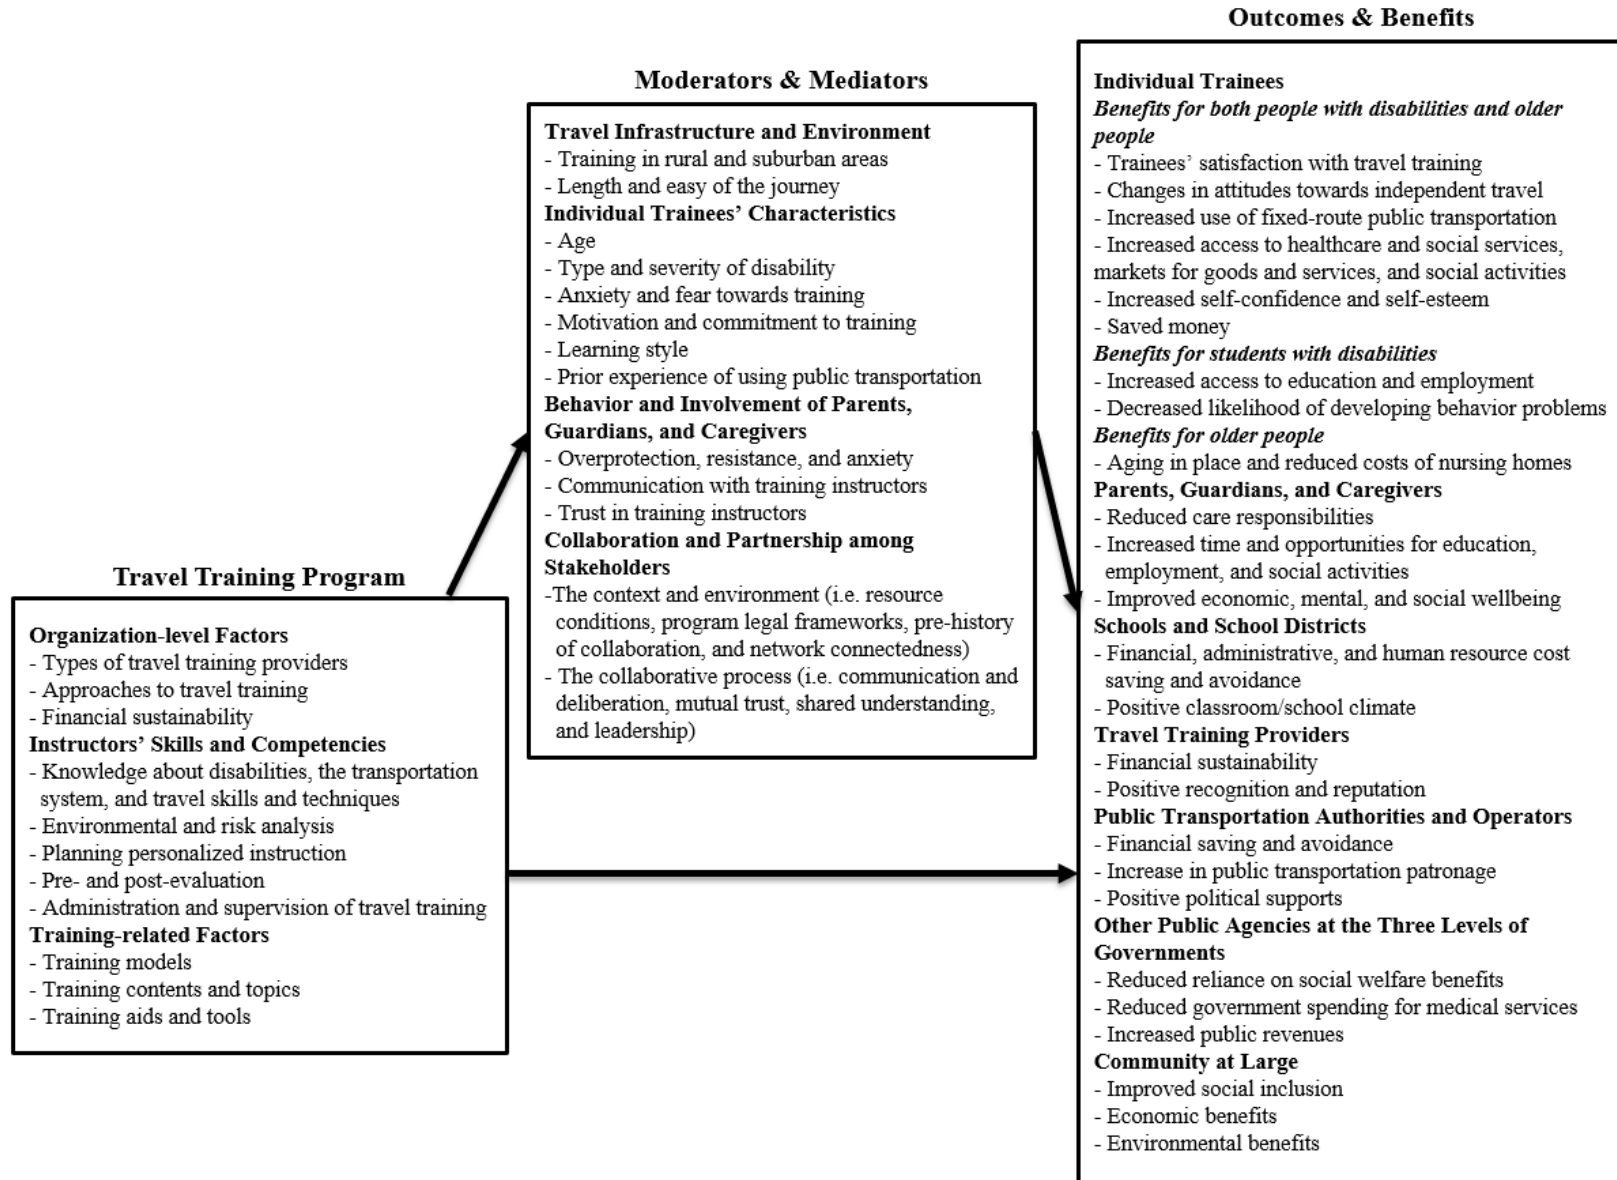 Travel Training Program
Organization-level Factors
- Types of travel training providers
- Approaches to travel training
- Financial sustainability
Instructors’ Skills and Competencies
- Knowledge about disabilities, the transportation
system, and travel skills and techniques
- Environmental and risk analysis
- Planning personalized instruction
- Pre- and post-evaluation
- Administration and supervision of travel training
Training-related Factors
- Training models
- Training contents and topics
- Training aids and tools
Moderators & Mediators
Travel Infrastructure and Environment
- Training in rural and suburban areas
- Length and easy of the journey
Individual Trainees’ Characteristics
- Age
- Type and severity of disability
- Anxiety and fear towards training
- Motivation and commitment to training
- Learning style
- Prior experience of using public transportation
Behavior and Involvement of Parents,
Guardians, and Caregivers
- Overprotection, resistance, and anxiety
- Communication with training instructors
- Trust in training instructors
Collaboration and Partnership among
Stakeholders
-The context and environment (i.e. resource
conditions, program legal frameworks, pre-history
of collaboration, and network connectedness)
- The collaborative process (i.e. communication and
deliberation, mutual trust, shared understanding,
and leadership)
Outcomes & Benefits
Individual Trainees
Benefits for both people with disabilities and older
people
- Trainees’ satisfaction with travel training
- Changes in attitudes towards independent travel
- Increased use of fixed-route public transportation
- Increased access to healthcare and social services,
markets for goods and services, and social activities
- Increased self-confidence and self-esteem
- Saved money
Benefits for students with disabilities
- Increased access to education and employment
- Decreased likelihood of developing behavior problems
Benefits for older people
- Aging in place and reduced costs of nursing homes
Parents, Guardians, and Caregivers
- Reduced care responsibilities
- Increased time and opportunities for education,
employment, and social activities
- Improved economic, mental, and social wellbeing
Schools and School Districts
- Financial, administrative, and human resource cost
saving and avoidance
- Positive classroom/school climate
Travel Training Providers
- Financial sustainability
- Positive recognition and reputation
Public Transportation Authorities and Operators
- Financial saving and avoidance
- Increase in public transportation patronage
- Positive political supports
Other Public Agencies at the Three Levels of
Governments
- Reduced reliance on social welfare benefits
- Reduced government spending for medical services
- Increased public revenues
Community at Large
- Improved social inclusion
- Economic benefits
- Environmental benefits